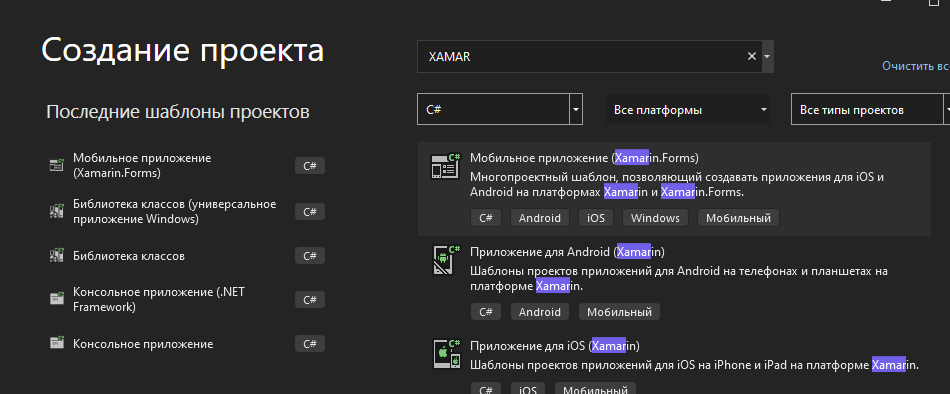 Создание проекта
Последние шаблоны проектов
Мобильное приложение
(Xamarin.Forms)
C#
Библиотека классов (универсальное
приложение Windows)
C#
Библиотека классов
C#
Консольное приложение (.NET
Framework)
C#
Консольное приложение
C#
XAMAR
Очистить вс
C#
Все платформы
Все типы проектов
Мобильное приложение (Xamarin.Forms)
Многопроектный шаблон, позволяющий создавать приложения для iOS и
Android на платформах Xamarin и Xamarin.Forms.
C# Android iOS Windows Мобильный
Приложение для Android (Xamarin)
Шаблоны проектов приложений для Android на телефонах и планшетах на
платформе Xamarin.
C# Android Мобильный
Приложение для iOS (Xamarin)
Шаблоны проектов приложений для iOS на iPhone и iPad на платформе Xamarin.
C# iOS Мобильный